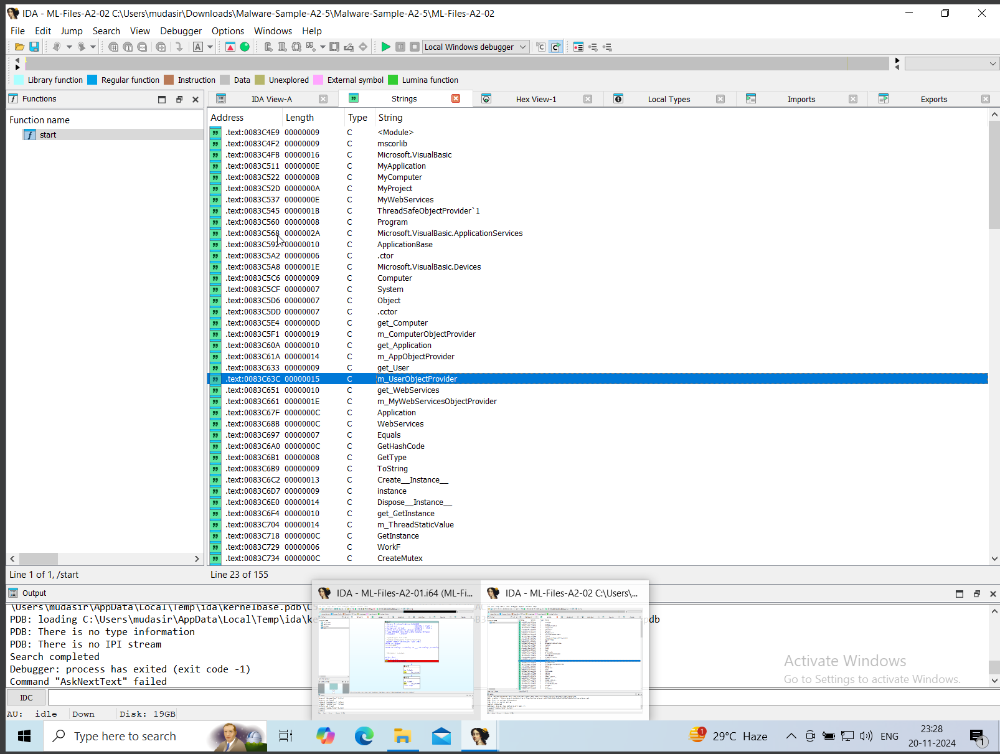 IDA - ML-Files-A2-02 C:\Users\mudasir\Downloads\Malware-Sample-A2-5\Malware-Sample-A2-5\ML-Files-A2-02
File Edit Jump Search View Debugger Options Windows Help
Local Windows debugger
Library function Regular function Instruction Data Unexplored External symbol Lumina function
Functions
IDA View-A Strings Hex View-1 Local Types Imports Exports
Function name
start
Address Length Type String
.text:0083C4E9 00000009 C <Module>
.text:0083C4F2 00000009 C mscorlib
.text:0083C4FB 00000016 C Microsoft.VisualBasic
.text:0083C511 0000000E C MyApplication
.text:0083C522 0000000B C MyComputer
.text:0083C52D 0000000A C MyProject
.text:0083C537 0000000E C MyWebServices
.text:0083C545 0000001B C ThreadSafeObjectProvider`1
.text:0083C560 00000008 C Program
.text:0083C568 0000002A C Microsoft.VisualBasic.ApplicationServices
.text:0083C592 00000010 C ApplicationBase
.text:0083C5A2 00000006 C .ctor
.text:0083C5A8 0000001E C Microsoft.VisualBasic.Devices
.text:0083C5C6 00000009 C Computer
.text:0083C5CF 00000007 C System
.text:0083C5D6 00000007 C Object
.text:0083C5DD 00000007 C .cctor
.text:0083C5E4 0000000D C get_Computer
.text:0083C5F1 00000019 C m_ComputerObjectProvider
.text:0083C60A 00000010 C get_Application
.text:0083C61A 00000014 C m_AppObjectProvider
.text:0083C633 00000009 C get_User
.text:0083C63C 00000015 C m_UserObjectProvider
.text:0083C651 00000010 C get_WebServices
.text:0083C661 0000001E C m_MyWebServicesObjectProvider
.text:0083C67F 0000000C C Application
.text:0083C68B 0000000C C WebServices
.text:0083C697 00000007 C Equals
.text:0083C6A0 0000000C C GetHashCode
.text:0083C6B1 00000008 C GetType
.text:0083C6B9 00000009 C ToString
.text:0083C6C2 00000013 C Create__Instance__
.text:0083C6D7 00000009 C instance
.text:0083C6E0 00000014 C Dispose__Instance__
.text:0083C6F4 00000010 C get_GetInstance
.text:0083C704 00000014 C m_ThreadStaticValue
.text:0083C718 0000000C C GetInstance
.text:0083C729 00000006 C WorkF
.text:0083C734 0000000C C CreateMutex
Line 1 of 1, /start
Line 23 of 155
Output
IDA - ML-Files-A2-01.i64 (ML-Fi...
IDA - ML-Files-A2-02 C:\Users\...
\Users\mudasir\AppData\Local\Temp\ida\kernelbase.pdb\C
PDB: loading C:\Users\mudasir\AppData\Local\Temp\ida\ke
db
PDB: There is no type information
PDB: There is no IPI stream
Search completed
Debugger: process has exited (exit code -1)
Command "AskNextText" failed
Activate Windows
Go to Settings to activate Windows.
IDC
AU: idle Down Disk: 19GB
Type here to search
1
29°C Haze
ENG
23:28
20-11-2024
1